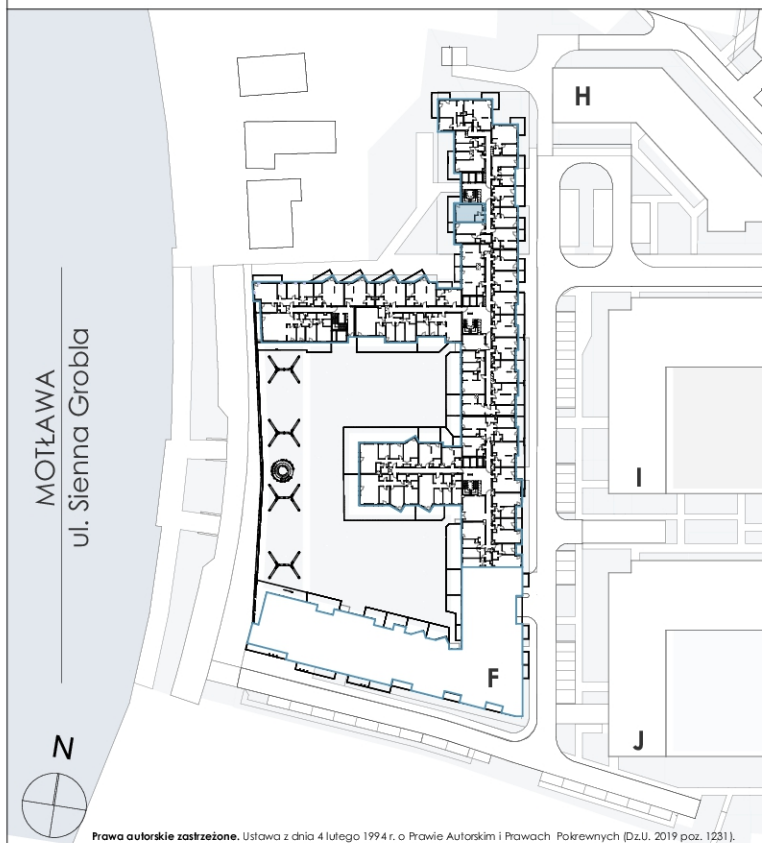 H
MOTŁAWA
ul. Sienna Grobla
I
F
J
N
Prawa autorskie zastrzeżone. Ustawa z dnia 4 lutego 1994 r. o Prawie Autorskim i Prawach Pokrewnych (Dz.U. 2019 poz. 1231).